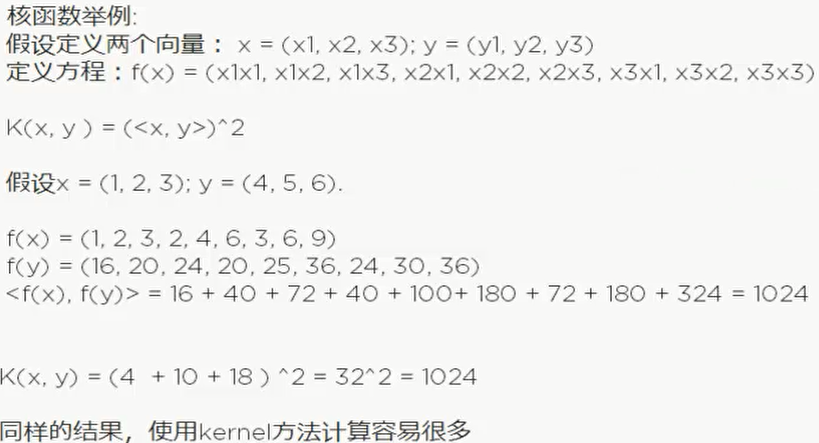 核函数举例:
假设定义两个向量： x = (x1, x2, x3); y = (y1, y2, y3)
定义方程：f(x) = (x1x1, x1x2, x1x3, x2x1, x2x2, x2x3, x3x1, x3x2, x3x3)
K(x, y ) = (<x, y>)^2
假设x = (1, 2, 3); y = (4, 5, 6).
f(x) = (1, 2, 3, 2, 4, 6, 3, 6, 9)
f(y) = (16, 20, 24, 20, 25, 36, 24, 30, 36)
<f(x), f(y)> = 16 + 40 + 72 + 40 + 100+ 180 + 72 + 180 + 324 = 1024
K(x, y) = (4  + 10 + 18 ) ^2 = 32^2 = 1024
同样的结果，使用kernel方法计算容易很多